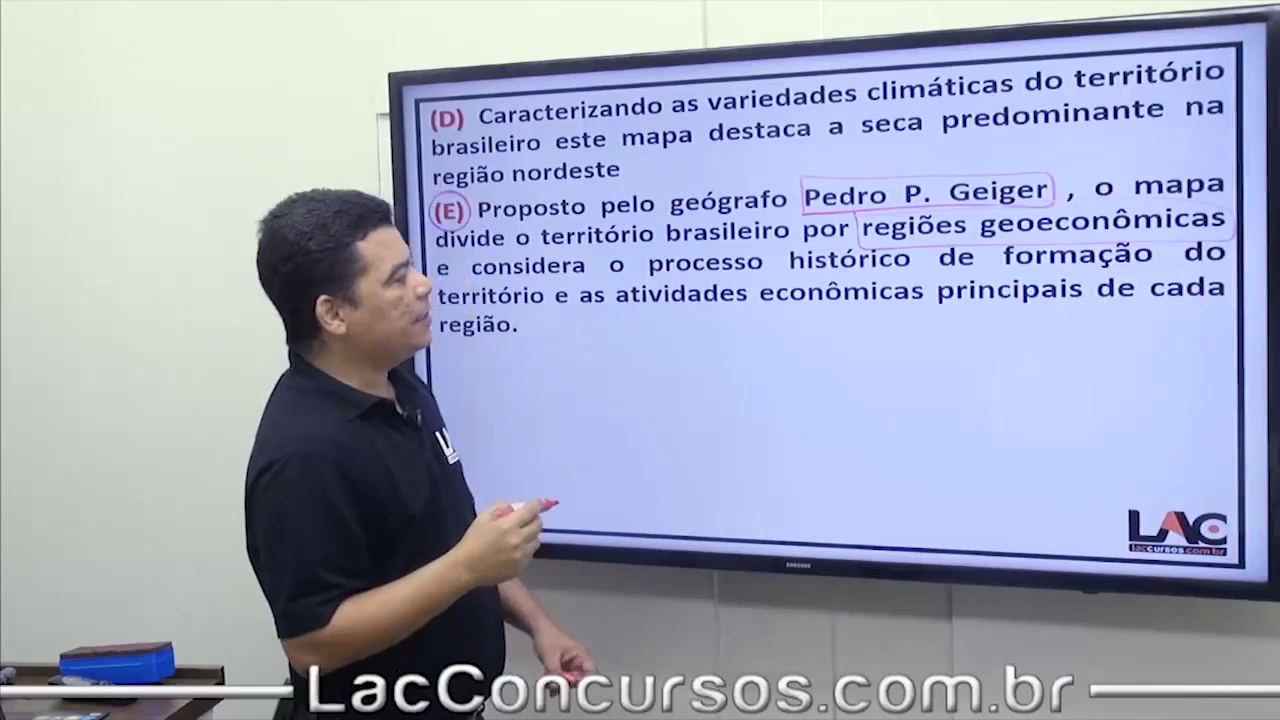 (D) Caracterizando as variedades climáticas do território
brasileiro este mapa destaca a seca predominante na
região nordeste
(E) Proposto pelo geógrafo Pedro P. Geiger , o mapa
divide o território brasileiro por regiões geoeconômicas
e considera o processo histórico de formação do
território e as atividades econômicas principais de cada
região.
LAC
laccursos.com.br
SAMSUNG
LacConcursos.com.br